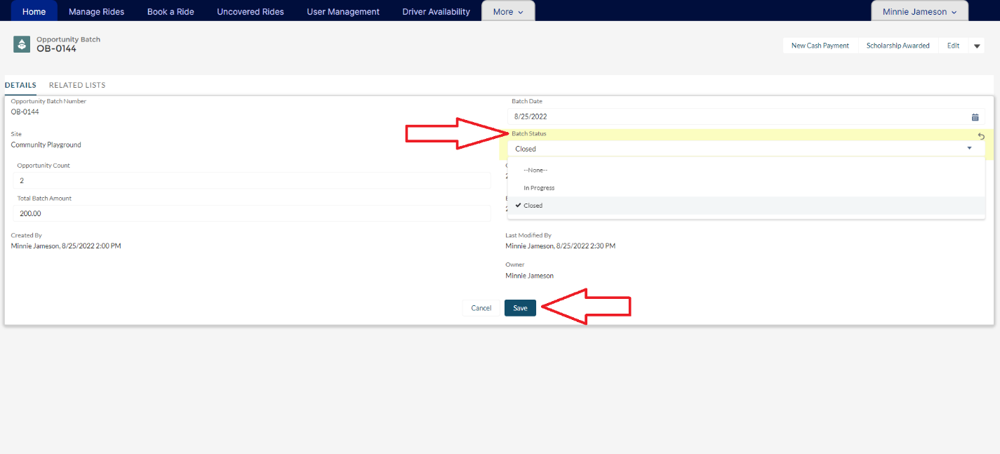 Home Manage Rides Book a Ride Uncovered Rides User Management Driver Availability More Minnie Jameson
Opportunity Batch
OB-0144
New Cash Payment Scholarship Awarded Edit
DETAILS RELATED LISTS
Opportunity Batch Number
OB-0144
Batch Date
8/25/2022
Site
Community Playground
Batch Status
Closed
--None--
In Progress
Closed
Opportunity Count
2
Total Batch Amount
200.00
Created By
Minnie Jameson, 8/25/2022 2:00 PM
Last Modified By
Minnie Jameson, 8/25/2022 2:30 PM
Owner
Minnie Jameson
Cancel Save